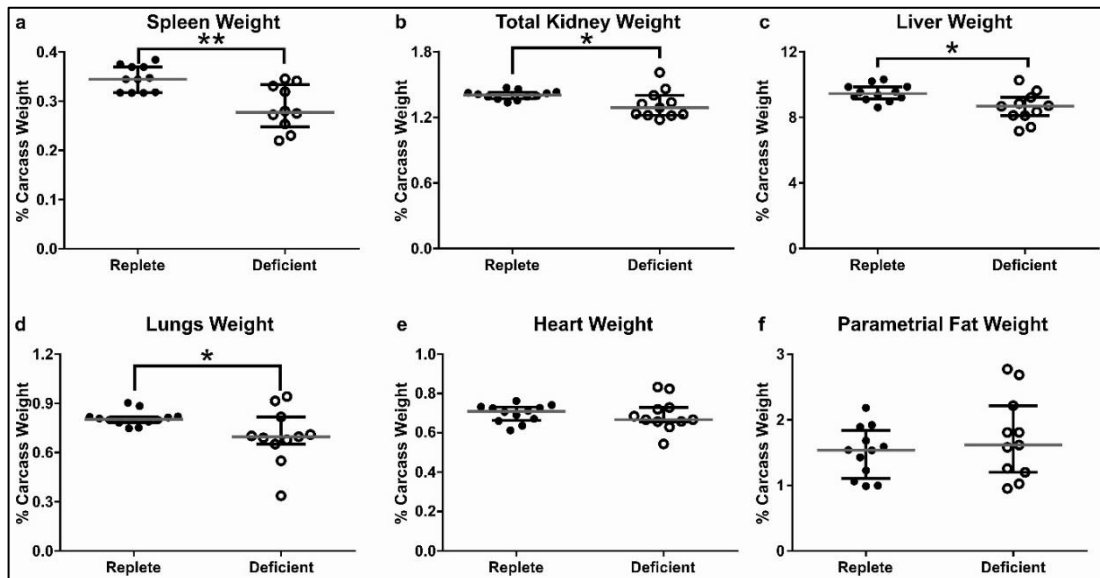 a Spleen Weight
**
% Carcass Weight
0.4
0.3
0.2
0.1
0.0
Replete Deficient
b Total Kidney Weight
*
% Carcass Weight
1.8
1.2
0.6
0.0
Replete Deficient
c Liver Weight
*
% Carcass Weight
12
8
4
0
Replete Deficient
d Lungs Weight
*
% Carcass Weight
1.2
0.9
0.6
0.3
0.0
Replete Deficient
e Heart Weight
% Carcass Weight
1.0
0.8
0.6
0.4
0.2
0.0
Replete Deficient
f Parametrial Fat Weight
% Carcass Weight
3
2
1
0
Replete Deficient